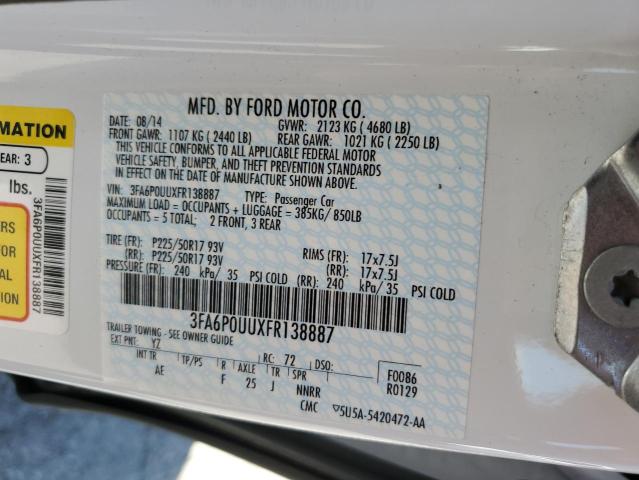 MFD. BY FORD MOTOR CO.
DATE: 08/14
GVWR: 2123 KG ( 4680 LB)
FRONT GAWR: 1107 KG ( 2440 LB)
REAR GAWR: 1021 KG ( 2250 LB)
THIS VEHICLE CONFORMS TO ALL APPLICABLE FEDERAL MOTOR
VEHICLE SAFETY, BUMPER, AND THEFT PREVENTION STANDARDS
IN EFFECT ON THE DATE OF MANUFACTURE SHOWN ABOVE.
VIN: 3FA6P0UUXFR138887 TYPE: Passenger Car
MAXIMUM LOAD = OCCUPANTS + LUGGAGE = 385KG/ 850LB
OCCUPANTS = 5 TOTAL: 2 FRONT, 3 REAR
TIRE (FR): P225/50R17 93V RIMS (FR): 17x7.5J
(RR): P225/50R17 93V (RR): 17x7.5J
PRESSURE (FR): 240 kPa/ 35 PSI COLD (RR): 240 kPa/ 35 PSI COLD
3FA6P0UUXFR138887
TRAILER TOWING - SEE OWNER GUIDE
EXT PNT: YZ RC: 72 DSO: F0086
INT TR TP/PS R AXLE TR SPR R0129
AE F 25 J NNRR
CMC 5U5A-5420472-AA
RMATION
EAR: 3
lbs.
ERS
OR
AL
TION
3FA6P0UUXFR138887